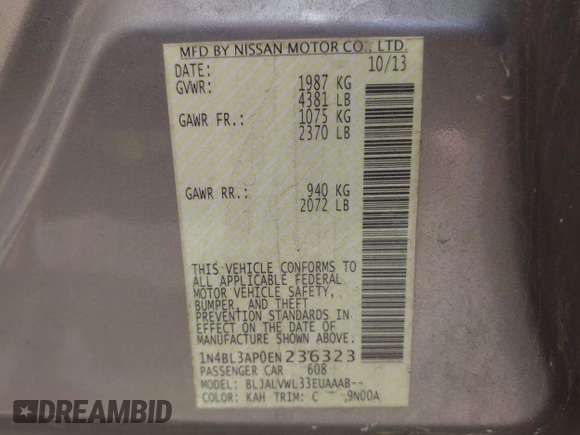 MFD BY NISSAN MOTOR CO., LTD.
DATE: 10/13
GVWR: 1987 KG
4381 LB
GAWR FR.: 1075 KG
2370 LB
GAWR RR.: 940 KG
2072 LB
THIS VEHICLE CONFORMS TO
ALL APPLICABLE FEDERAL
MOTOR VEHICLE SAFETY,
BUMPER, AND THEFT
PREVENTION STANDARDS IN
EFFECT ON THE DATE OF
MANUFACTURE SHOWN ABOVE.
1N4BL3AP0EN236323
PASSENGER CAR 608
MODEL: BLJALVWL33EUAAAB--
COLOR: KAH TRIM: C 9N00A
DREAMBID